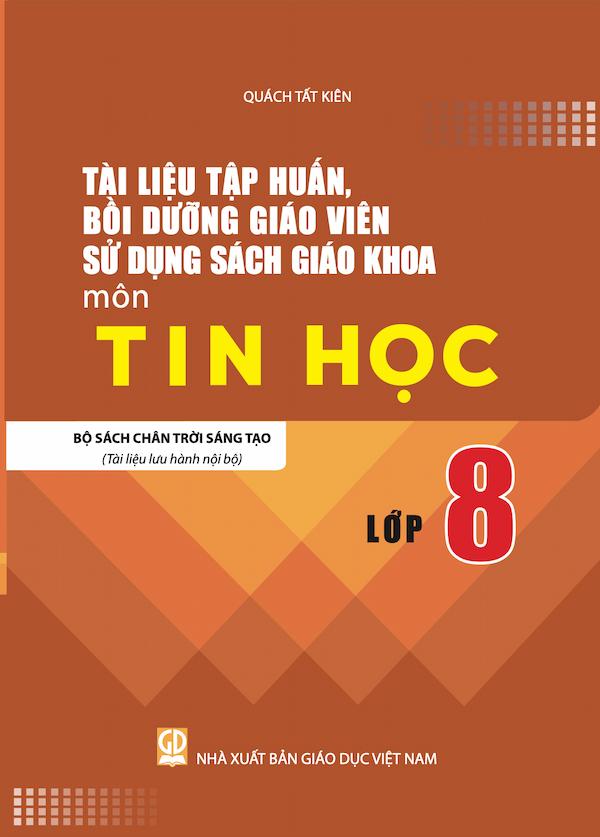 QUÁCH TẤT KIÊN
TÀI LIỆU TẬP HUẤN,
BỒI DƯỠNG GIÁO VIÊN
SỬ DỤNG SÁCH GIÁO KHOA
môn
TIN HỌC
BỘ SÁCH CHÂN TRỜI SÁNG TẠO
(Tài liệu lưu hành nội bộ)
LỚP 8
GD
NHÀ XUẤT BẢN GIÁO DỤC VIỆT NAM